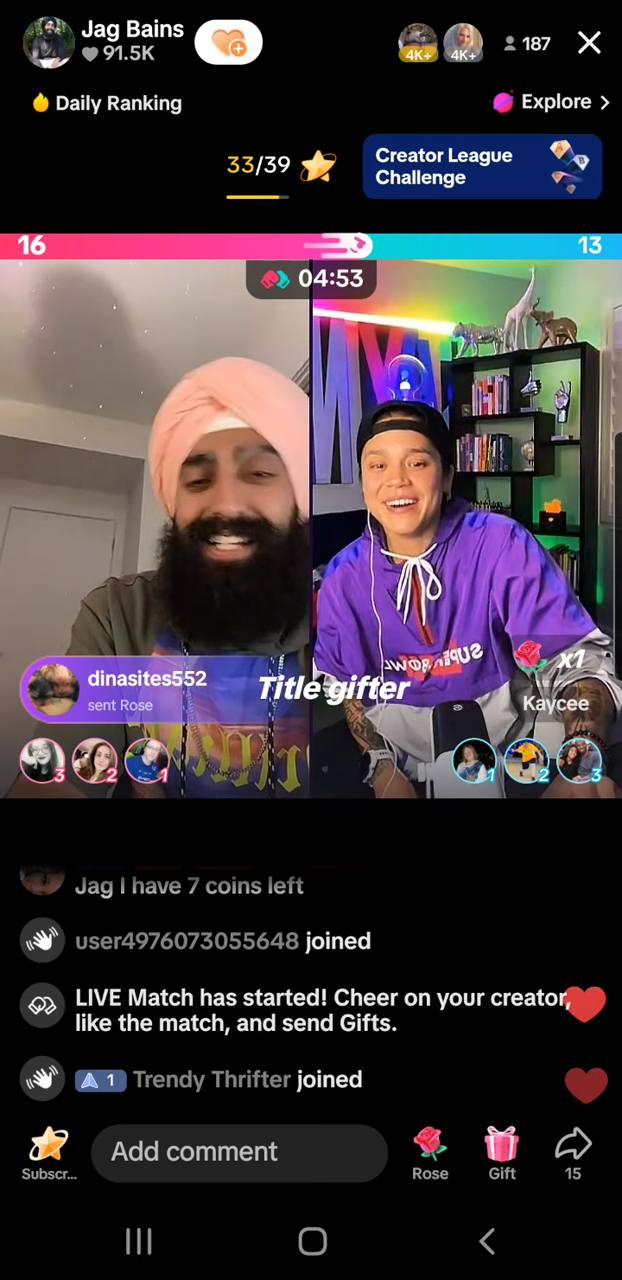 Jag Bains
91.5K
4K+
4K+
187
Daily Ranking
Explore
33/39
Creator League
Challenge
A
B
16
13
04:53
dinasites552
sent Rose
Title gifter
x1
Kaycee
3
2
1
1
2
3
Jag I have 7 coins left
user4976073055648 joined
LIVE Match has started! Cheer on your creator,
like the match, and send Gifts.
1 Trendy Thrifter joined
Subscr...
Add comment
Rose
Gift
15